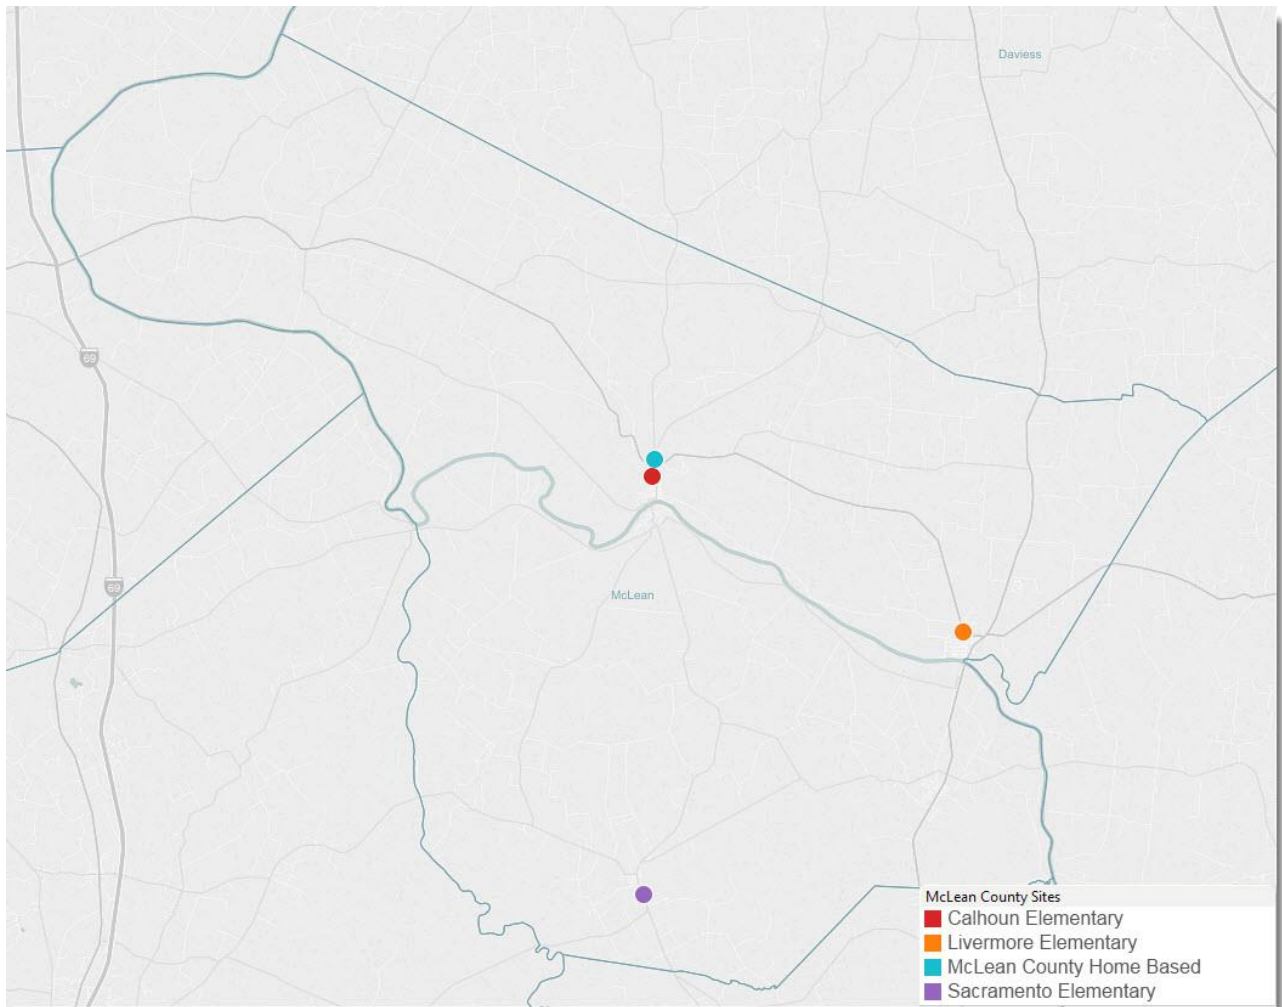 Daviess
69
69
McLean
McLean County Sites
Calhoun Elementary
Livermore Elementary
McLean County Home Based
Sacramento Elementary